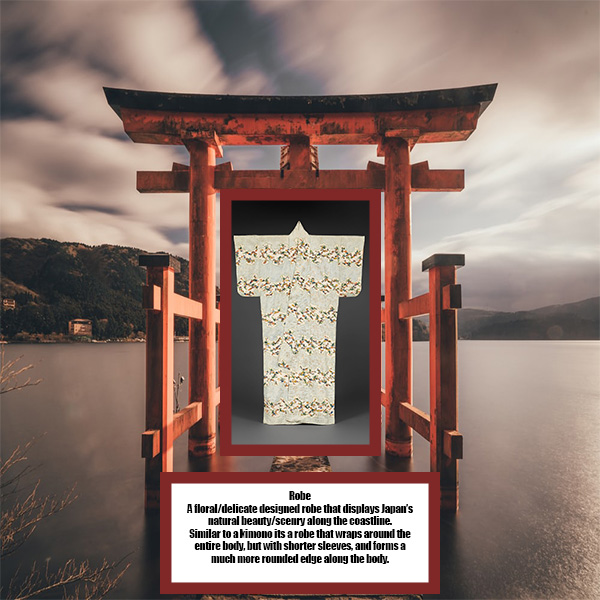 Robe
A floral/delicate designed robe that displays Japan's
natural beauty/scenry along the coastline.
Similar to a kimono its a robe that wraps around the
entire body, but with shorter sleeves, and forms a
much more rounded edge along the body.